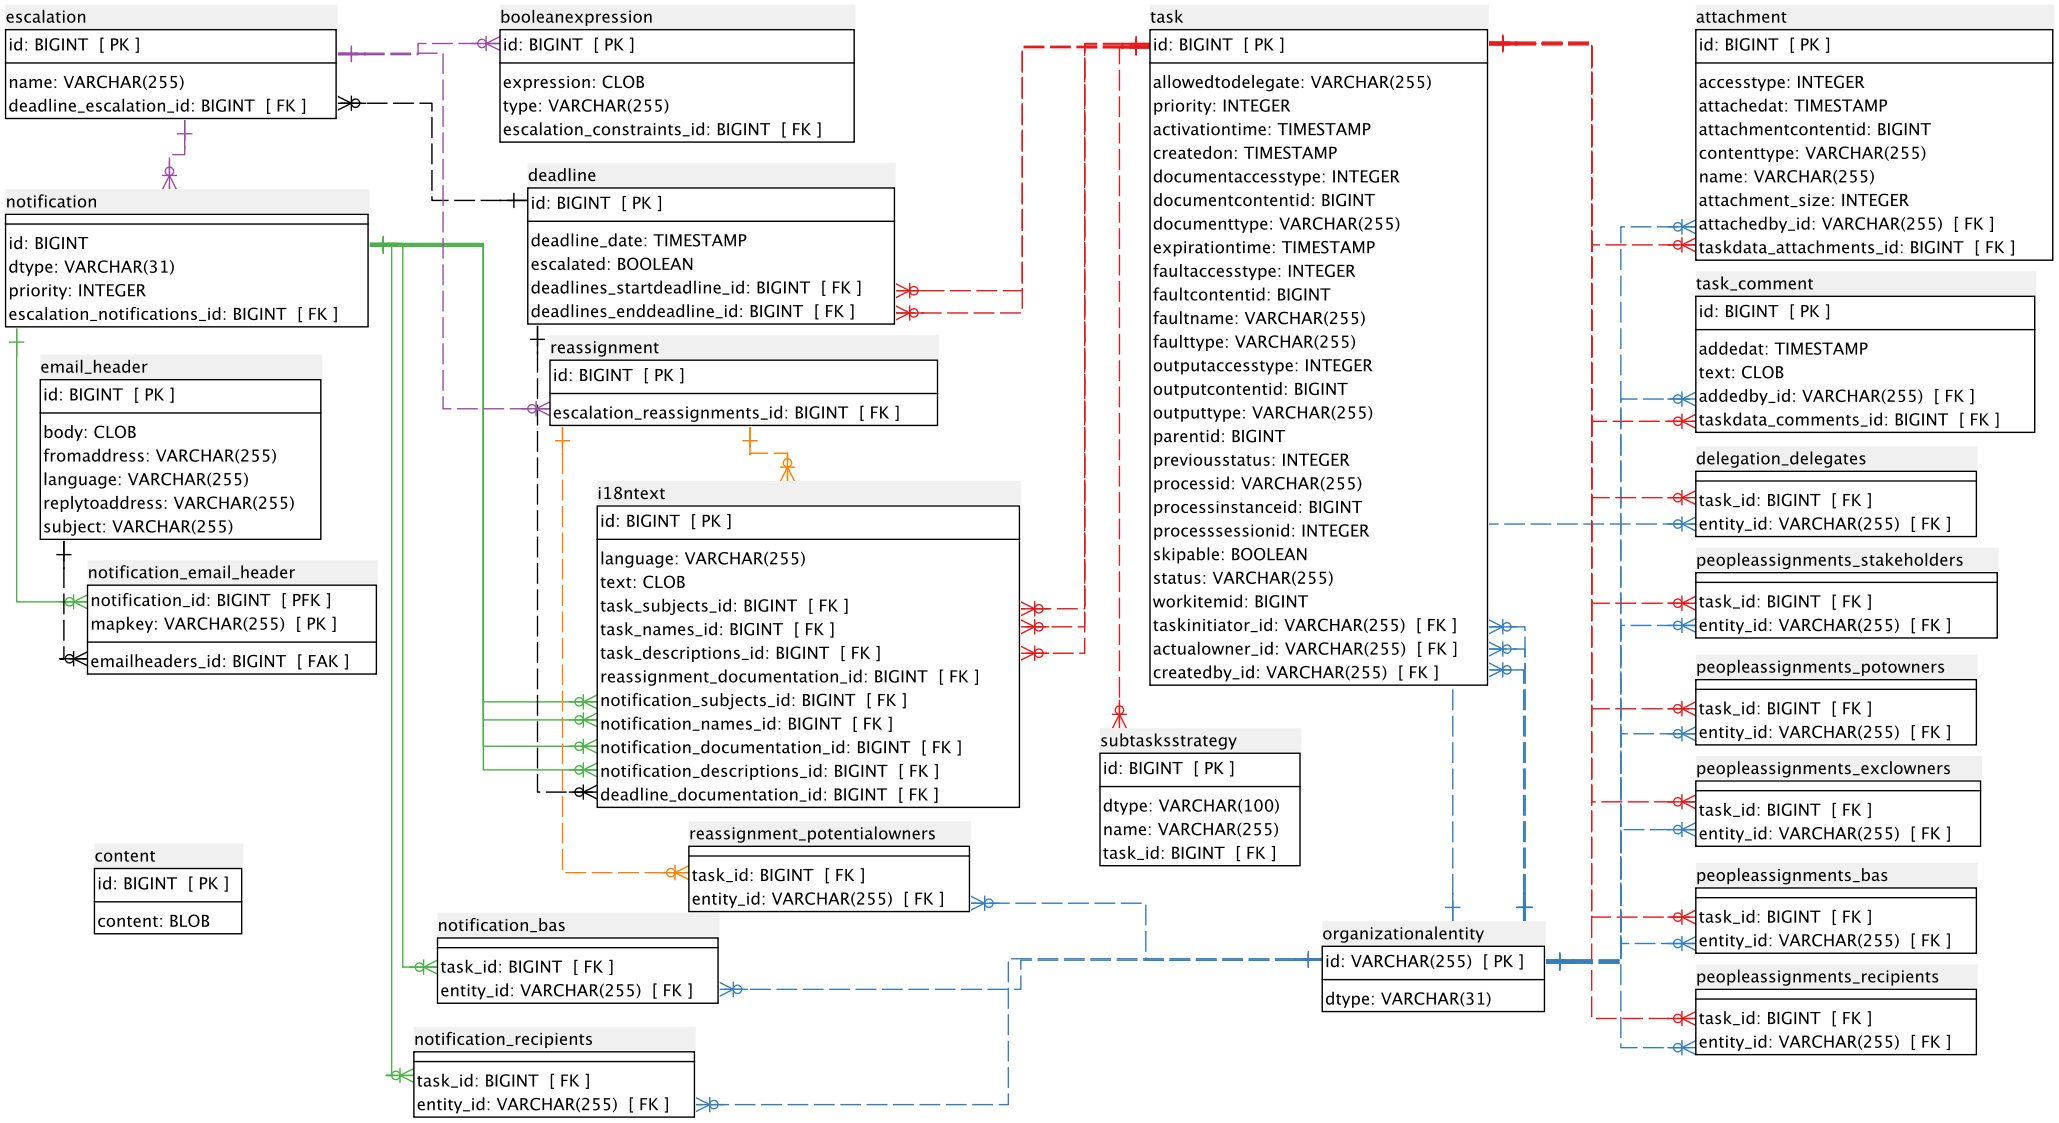 escalation
id: BIGINT [ PK ]
name: VARCHAR(255)
deadline_escalation_id: BIGINT [ FK ]
booleanexpression
id: BIGINT [ PK ]
expression: CLOB
type: VARCHAR(255)
escalation_constraints_id: BIGINT [ FK ]
deadline
id: BIGINT [ PK ]
deadline_date: TIMESTAMP
escalated: BOOLEAN
deadlines_startdeadline_id: BIGINT [ FK ]
deadlines_enddeadline_id: BIGINT [ FK ]
notification
id: BIGINT
dtype: VARCHAR(31)
priority: INTEGER
escalation_notifications_id: BIGINT [ FK ]
reassignment
id: BIGINT [ PK ]
escalation_reassignments_id: BIGINT [ FK ]
email_header
id: BIGINT [ PK ]
body: CLOB
fromaddress: VARCHAR(255)
language: VARCHAR(255)
replytoaddress: VARCHAR(255)
subject: VARCHAR(255)
notification_email_header
notification_id: BIGINT [ PFK ]
mapkey: VARCHAR(255) [ PK ]
emailheaders_id: BIGINT [ FAK ]
i18ntext
id: BIGINT [ PK ]
language: VARCHAR(255)
text: CLOB
task_subjects_id: BIGINT [ FK ]
task_names_id: BIGINT [ FK ]
task_descriptions_id: BIGINT [ FK ]
reassignment_documentation_id: BIGINT [ FK ]
notification_subjects_id: BIGINT [ FK ]
notification_names_id: BIGINT [ FK ]
notification_documentation_id: BIGINT [ FK ]
notification_descriptions_id: BIGINT [ FK ]
deadline_documentation_id: BIGINT [ FK ]
content
id: BIGINT [ PK ]
content: BLOB
reassignment_potentialowners
task_id: BIGINT [ FK ]
entity_id: VARCHAR(255) [ FK ]
notification_bas
task_id: BIGINT [ FK ]
entity_id: VARCHAR(255) [ FK ]
notification_recipients
task_id: BIGINT [ FK ]
entity_id: VARCHAR(255) [ FK ]
task
id: BIGINT [ PK ]
allowedtodelegate: VARCHAR(255)
priority: INTEGER
activationtime: TIMESTAMP
createdon: TIMESTAMP
documentaccesstype: INTEGER
documentcontentid: BIGINT
documenttype: VARCHAR(255)
expirationtime: TIMESTAMP
faultaccesstype: INTEGER
faultcontentid: BIGINT
faultname: VARCHAR(255)
faulttype: VARCHAR(255)
outputaccesstype: INTEGER
outputcontentid: BIGINT
outputtype: VARCHAR(255)
parentid: BIGINT
previousstatus: INTEGER
processid: VARCHAR(255)
processinstanceid: BIGINT
processsessionid: INTEGER
skipable: BOOLEAN
status: VARCHAR(255)
workitemid: BIGINT
taskinitiator_id: VARCHAR(255) [ FK ]
actualowner_id: VARCHAR(255) [ FK ]
createdby_id: VARCHAR(255) [ FK ]
subtasksstrategy
id: BIGINT [ PK ]
dtype: VARCHAR(100)
name: VARCHAR(255)
task_id: BIGINT [ FK ]
organizationalentity
id: VARCHAR(255) [ PK ]
dtype: VARCHAR(31)
attachment
id: BIGINT [ PK ]
accesstype: INTEGER
attachedat: TIMESTAMP
attachmentcontentid: BIGINT
contenttype: VARCHAR(255)
name: VARCHAR(255)
attachment_size: INTEGER
attachedby_id: VARCHAR(255) [ FK ]
taskdata_attachments_id: BIGINT [ FK ]
task_comment
id: BIGINT [ PK ]
addedat: TIMESTAMP
text: CLOB
addedby_id: VARCHAR(255) [ FK ]
taskdata_comments_id: BIGINT [ FK ]
delegation_delegates
task_id: BIGINT [ FK ]
entity_id: VARCHAR(255) [ FK ]
peopleassignments_stakeholders
task_id: BIGINT [ FK ]
entity_id: VARCHAR(255) [ FK ]
peopleassignments_potowners
task_id: BIGINT [ FK ]
entity_id: VARCHAR(255) [ FK ]
peopleassignments_exclowners
task_id: BIGINT [ FK ]
entity_id: VARCHAR(255) [ FK ]
peopleassignments_bas
task_id: BIGINT [ FK ]
entity_id: VARCHAR(255) [ FK ]
peopleassignments_recipients
task_id: BIGINT [ FK ]
entity_id: VARCHAR(255) [ FK ]